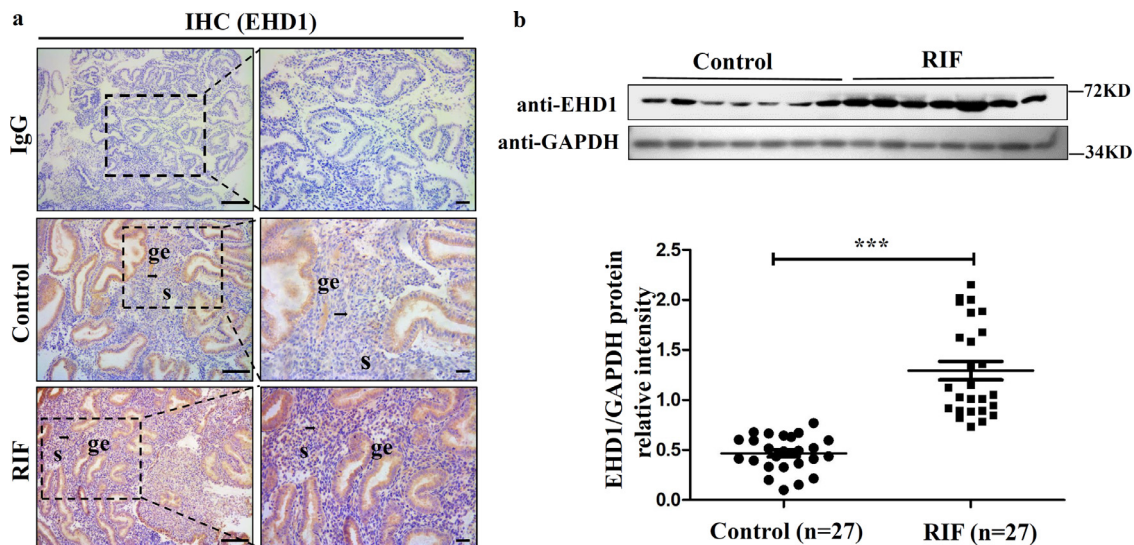 a
IHC (EHD1)
IgG
Control
ge
s
ge
s
RIF
s
ge
s
ge
b
Control RIF
anti-EHD1
72KD
anti-GAPDH
34KD
***
EHD1/GAPDH protein
relative intensity
2.5
2.0
1.5
1.0
0.5
0.0
Control (n=27) RIF (n=27)